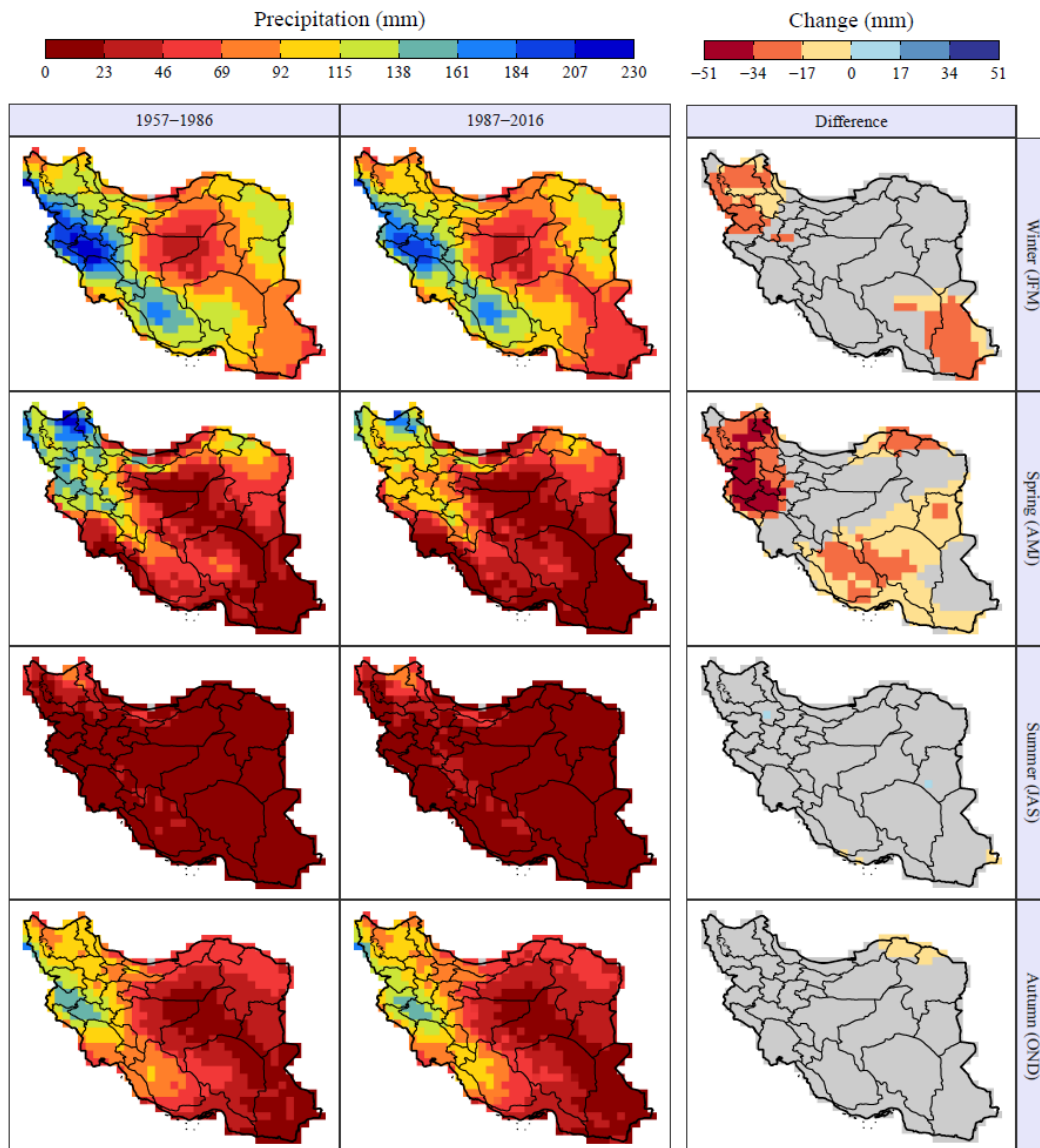 Precipitation (mm)
Change (mm)
0 23 46 69 92 115 138 161 184 207 230
−51 −34 −17 0 17 34 51
1957–1986
1987–2016
Difference
Winter (JFM)
Spring (AMJ)
Summer (JAS)
Autumn (OND)